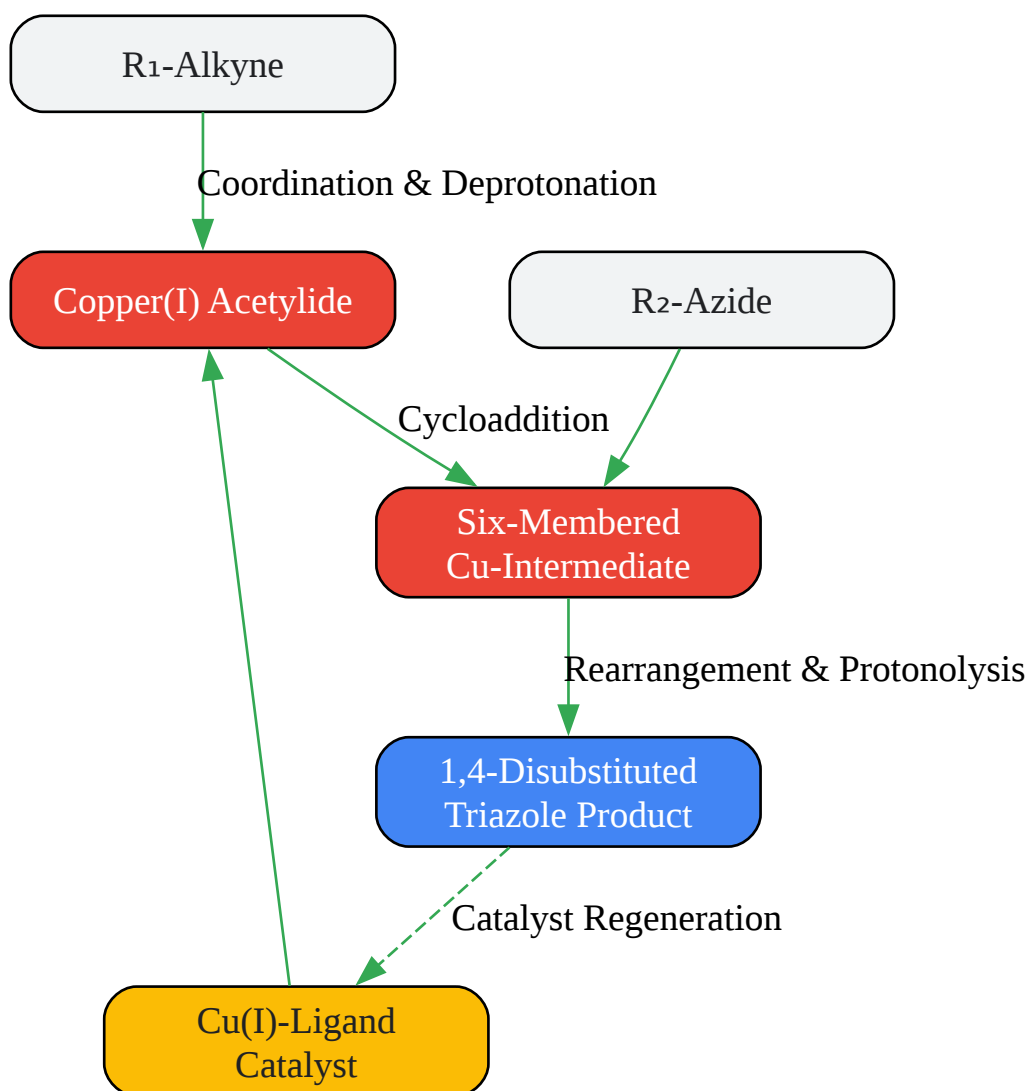 R₁-Alkyne
Coordination & Deprotonation
Copper(I) Acetylide
R₂-Azide
Cycloaddition
Six-Membered
Cu-Intermediate
Rearrangement & Protonolysis
1,4-Disubstituted
Triazole Product
Catalyst Regeneration
Cu(I)-Ligand
Catalyst